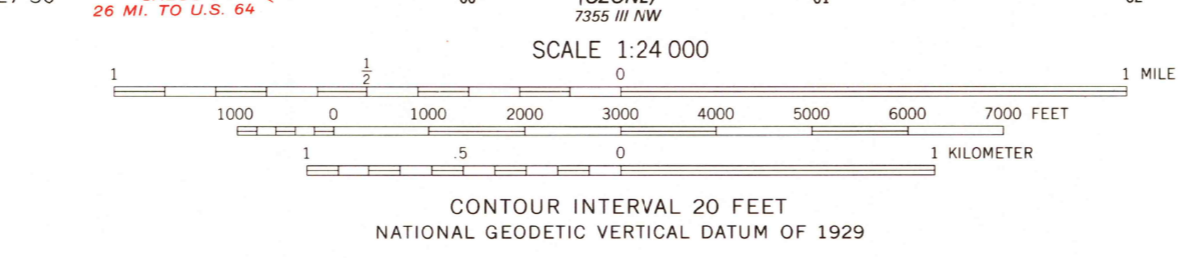 26 MI. TO U.S. 64
7355 III NW
SCALE 1:24 000
1 1/2 0 1 MILE
1000 0 1000 2000 3000 4000 5000 6000 7000 FEET
1 .5 0 1 KILOMETER
CONTOUR INTERVAL 20 FEET
NATIONAL GEODETIC VERTICAL DATUM OF 1929